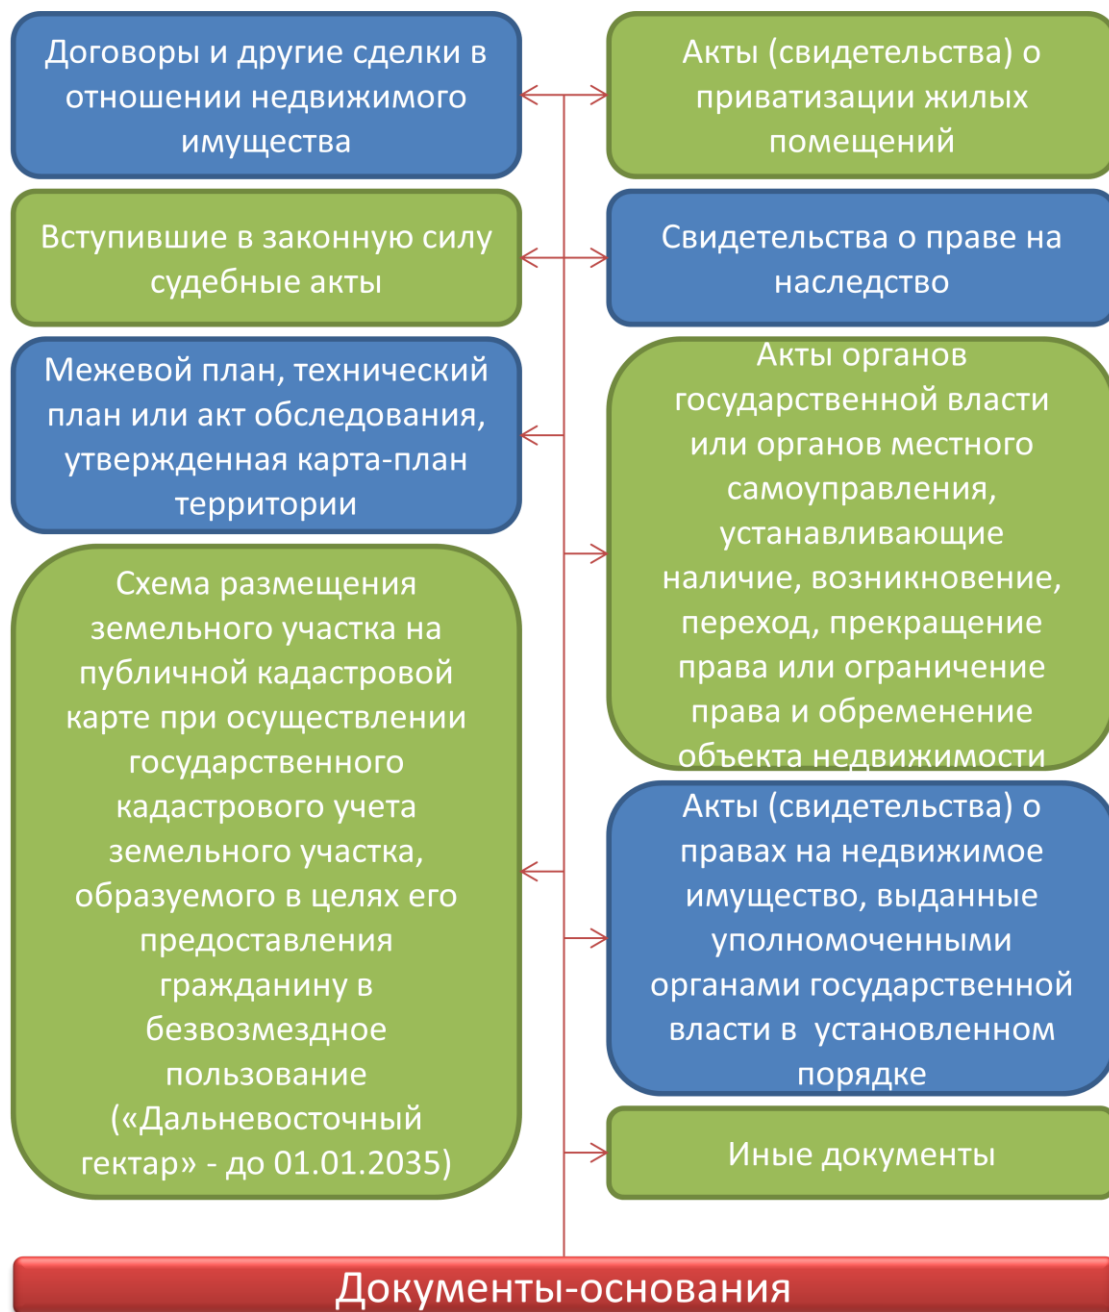 Договоры и другие сделки в
отношении недвижимого
имущества
Акты (свидетельства) о
приватизации жилых
помещений
Вступившие в законную силу
судебные акты
Свидетельства о праве на
наследство
Межевой план, технический
план или акт обследования,
утвержденная карта-план
территории
Акты органов
государственной власти
или органов местного
самоуправления,
устанавливающие
наличие, возникновение,
переход, прекращение
права или ограничение
права и обременение
объекта недвижимости
Схема размещения
земельного участка на
публичной кадастровой
карте при осуществлении
государственного
кадастрового учета
земельного участка,
образуемого в целях его
предоставления
гражданину в
безвозмездное
пользование
(«Дальневосточный
гектар» - до 01.01.2035)
Акты (свидетельства) о
правах на недвижимое
имущество, выданные
уполномоченными
органами государственной
власти в  установленном
порядке
Иные документы
Документы-основания